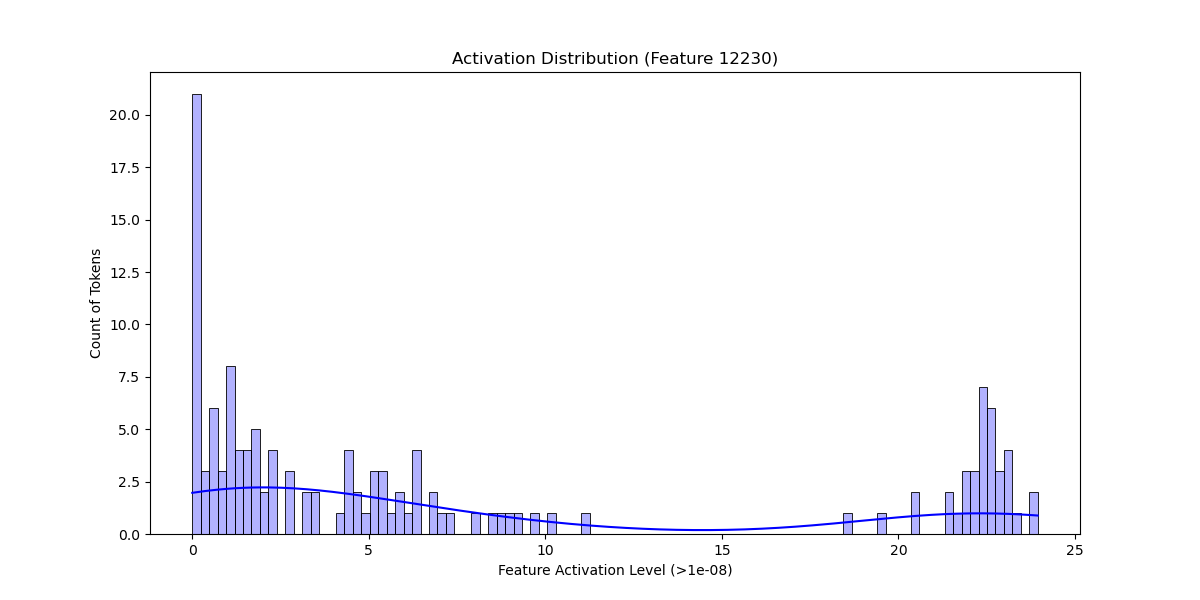 Activation Distribution (Feature 12230)
Count of Tokens
20.0
17.5
15.0
12.5
10.0
7.5
5.0
2.5
0.0
0 5 10 15 20 25
Feature Activation Level (>1e-08)